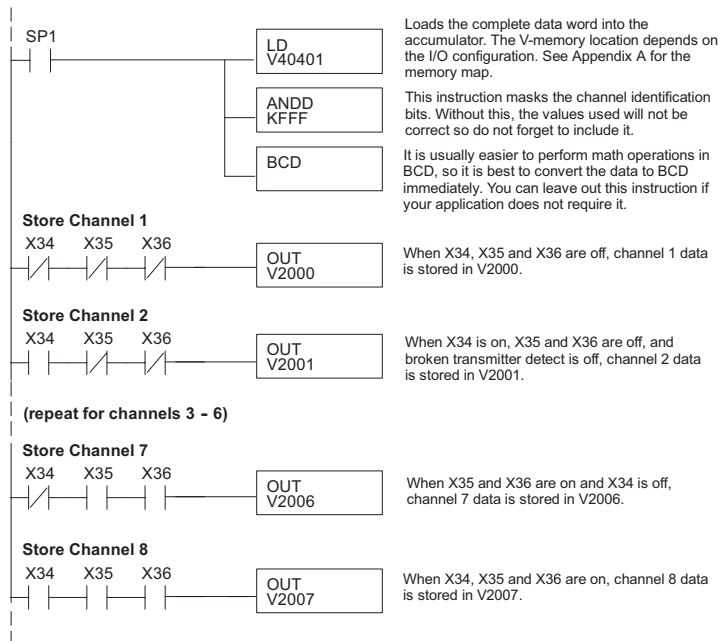 SP1
LD
V40401
Loads the complete data word into the
accumulator. The V-memory location depends on
the I/O configuration. See Appendix A for the
memory map.
ANDD
KFFF
This instruction masks the channel identification
bits. Without this, the values used will not be
correct so do not forget to include it.
BCD
It is usually easier to perform math operations in
BCD, so it is best to convert the data to BCD
immediately. You can leave out this instruction if
your application does not require it.
Store Channel 1
X34 X35 X36
OUT
V2000
When X34, X35 and X36 are off, channel 1 data
is stored in V2000.
Store Channel 2
X34 X35 X36
OUT
V2001
When X34 is on, X35 and X36 are off, and
broken transmitter detect is off, channel 2 data
is stored in V2001.
(repeat for channels 3 - 6)
Store Channel 7
X34 X35 X36
OUT
V2006
When X35 and X36 are on and X34 is off,
channel 7 data is stored in V2006.
Store Channel 8
X34 X35 X36
OUT
V2007
When X34, X35 and X36 are on, channel 8 data
is stored in V2007.